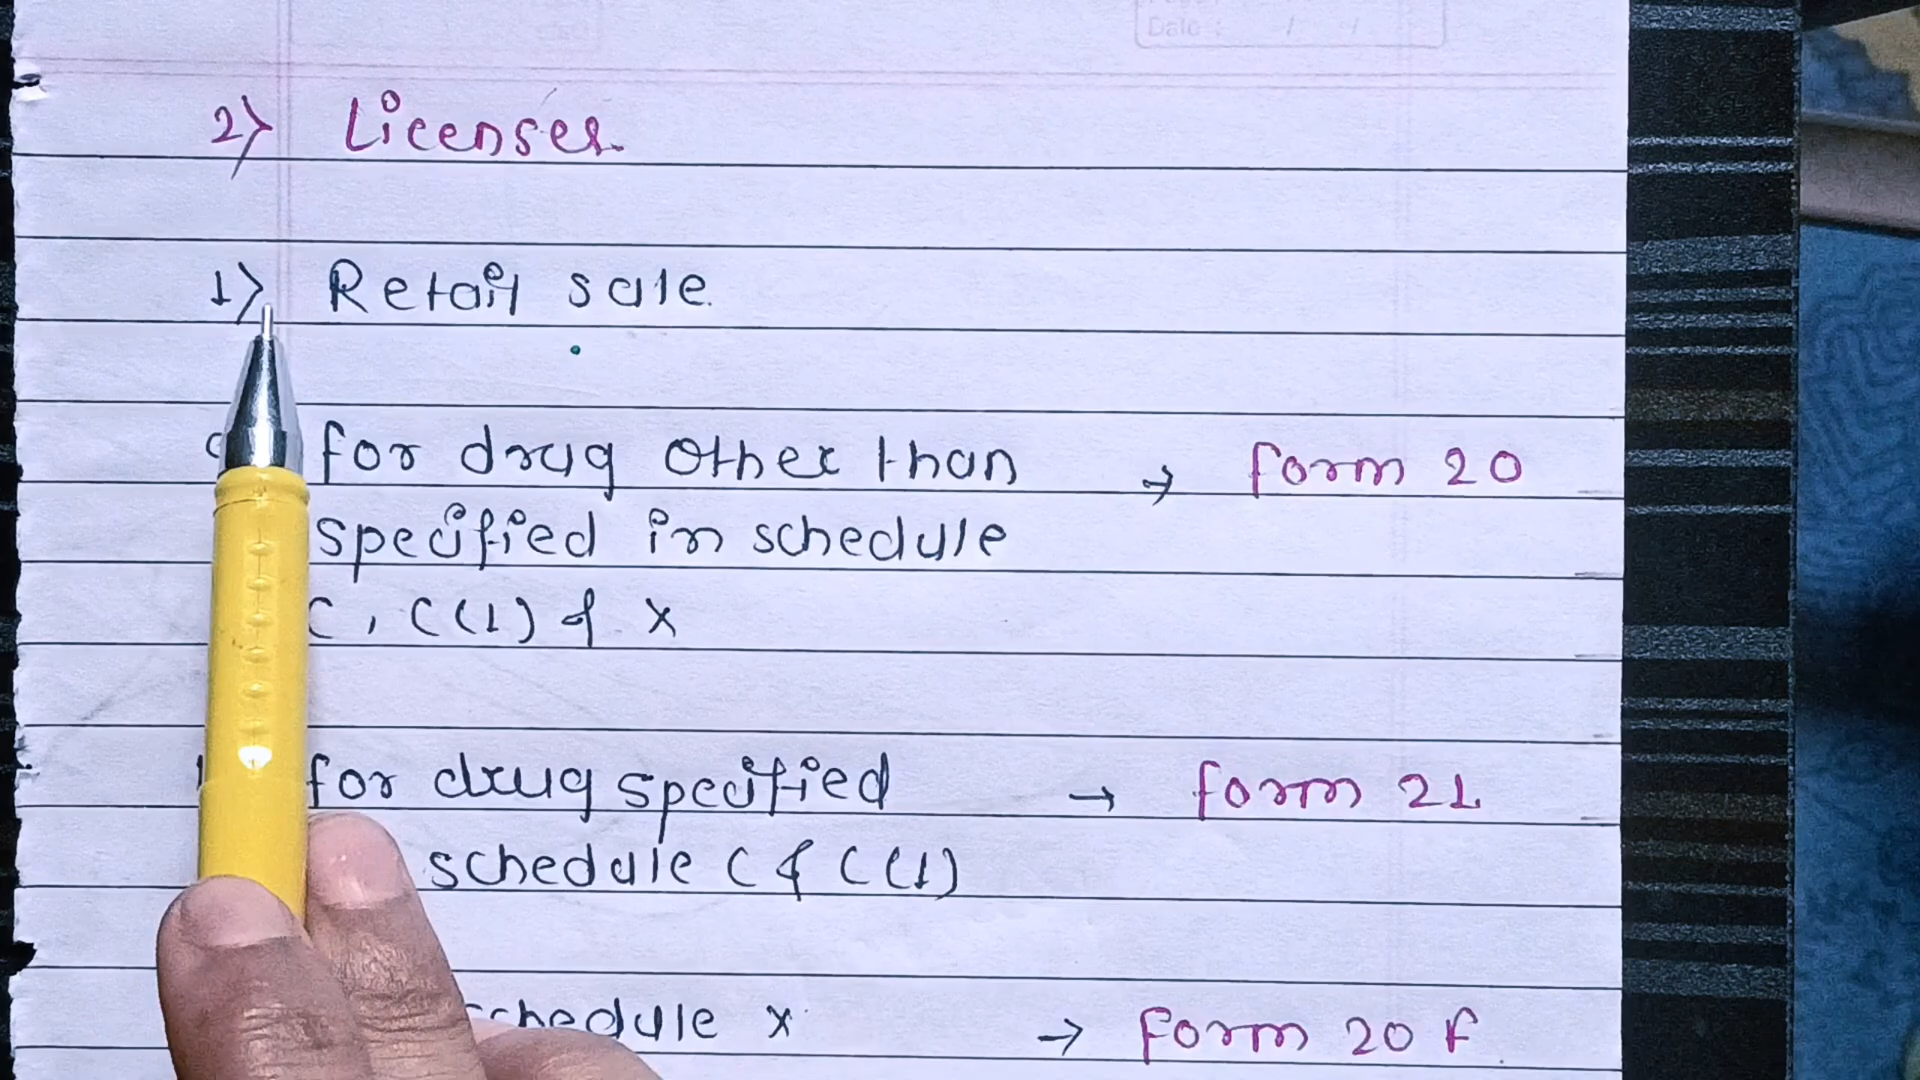 Date : / /
2) Licenses.
1) Retail sale.
for drug other than → form 20
specified in schedule
C, C(1) & X
for drug specified → form 21
schedule C & C(1)
schedule X → Form 20 F